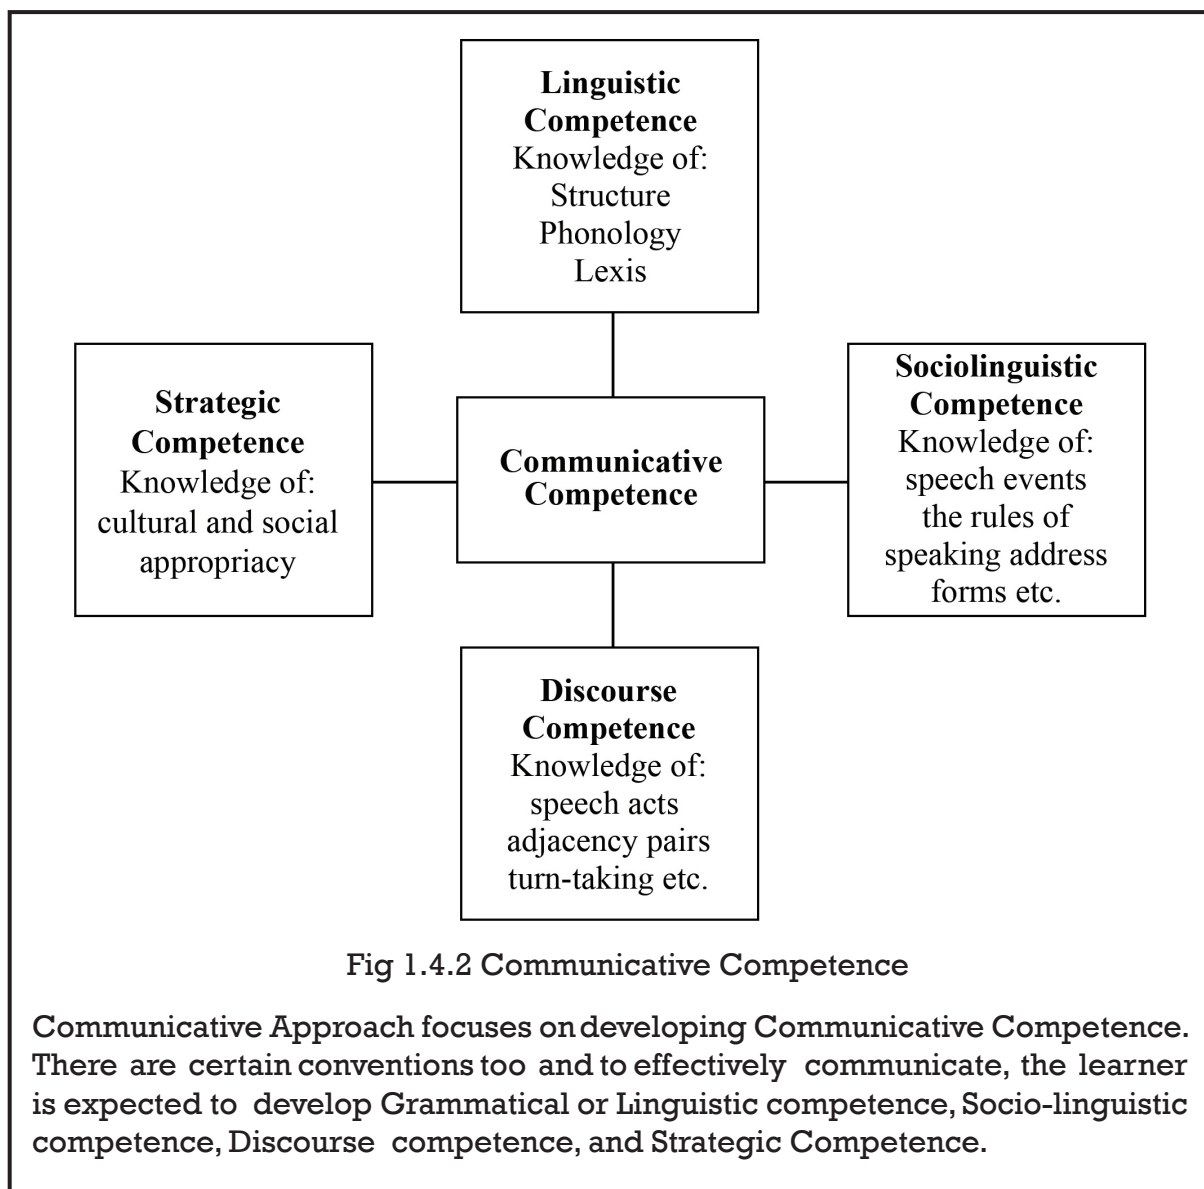 Linguistic
Competence
Knowledge of:
Structure
Phonology
Lexis
Strategic
Competence
Knowledge of:
cultural and social
appropriacy
Communicative
Competence
Sociolinguistic
Competence
Knowledge of:
speech events
the rules of
speaking address
forms etc.
Discourse
Competence
Knowledge of:
speech acts
adjacency pairs
turn-taking etc.
Fig 1.4.2 Communicative Competence
Communicative Approach focuses on developing Communicative Competence.
There are certain conventions too and to effectively communicate, the learner
is expected to develop Grammatical or Linguistic competence, Socio-linguistic
competence, Discourse competence, and Strategic Competence.